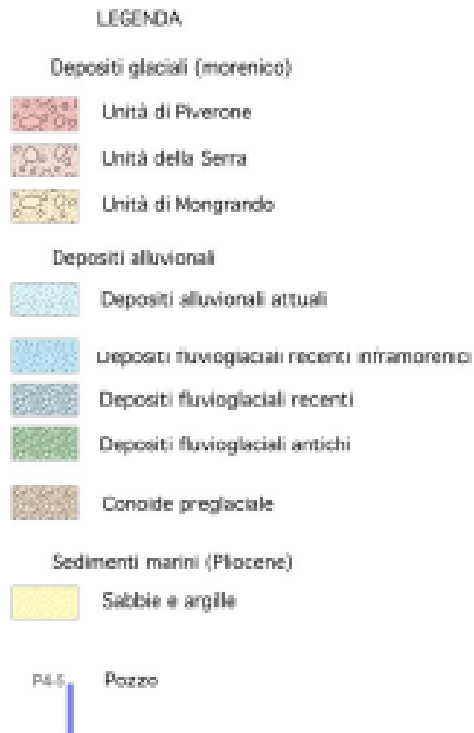 LEGENDA
Depositi glaciali (morenico)
Unità di Piverone
Unità della Serra
Unità di Mongrando
Depositi alluvionali
Depositi alluvionali attuali
Depositi fluvioglaciali recenti inframorenici
Depositi fluvioglaciali recenti
Depositi fluvioglaciali antichi
Conoide preglaciale
Sedimenti marini (Pliocene)
Sabbie e argille
Pozzo